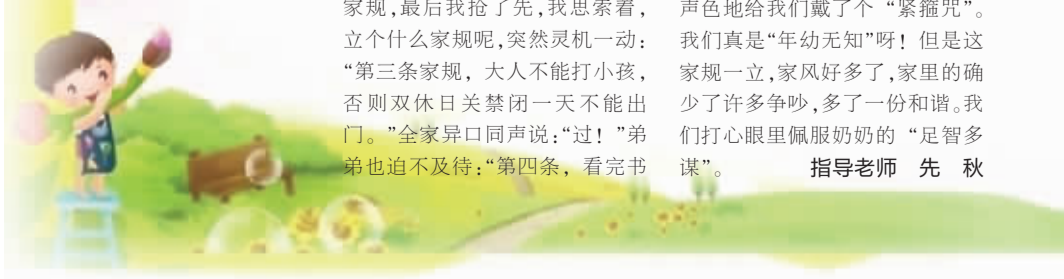 家规，最后我抢了先，我思索着，
立个什么家规呢，突然灵机一动：
“第三条家规，大人不能打小孩，
否则双休日关禁闭一天不能出
门。”全家异口同声说：“过！”弟
弟也迫不及待：“第四条，看完书
声色地给我们戴了个“紧箍咒”。
我们真是“年幼无知”呀！但是这
家规一立，家风好多了，家里的确
少了许多争吵，多了一份和谐。我
们打心眼里佩服奶奶的“足智多
谋”。
指导老师　先　秋